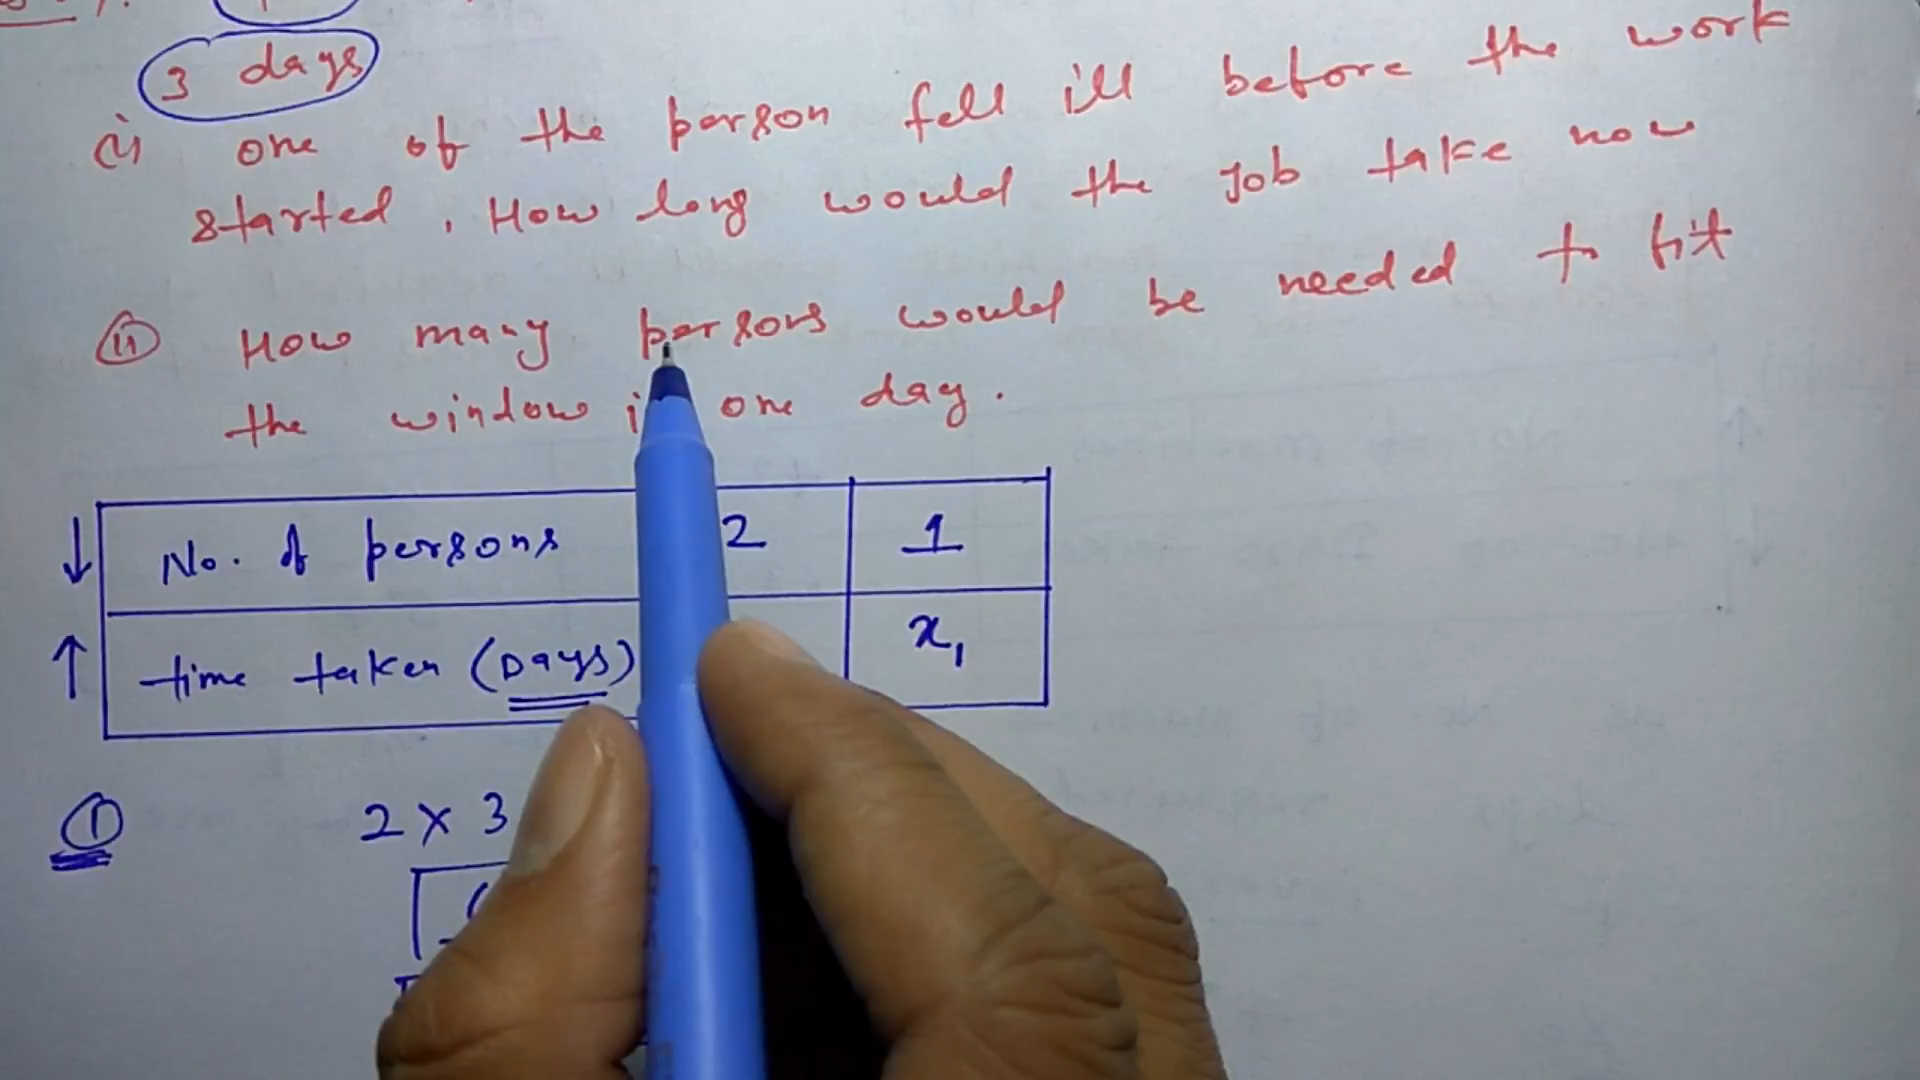 3 days
(i) one of the person fell ill before the work
started. How long would the job take now
(ii) How many persons would be needed to fit
the window one day.
No. of persons 2 1
time taken (Days) x1
(1) 2 x 3